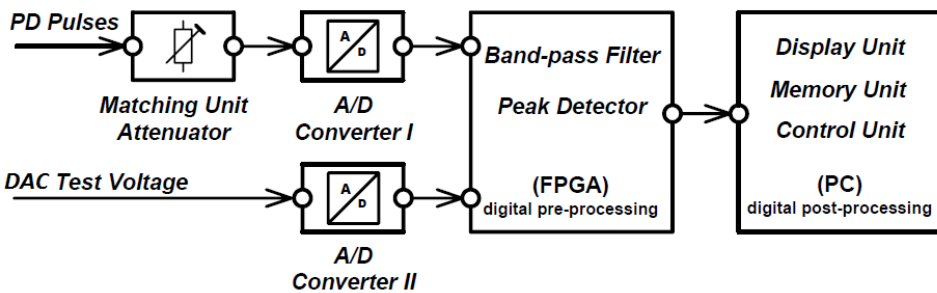 PD Pulses
A
D
Matching Unit
Attenuator
A/D
Converter I
DAC Test Voltage
A
D
A/D
Converter II
Band-pass Filter
Peak Detector
(FPGA)
digital pre-processing
Display Unit
Memory Unit
Control Unit
(PC)
digital post-processing